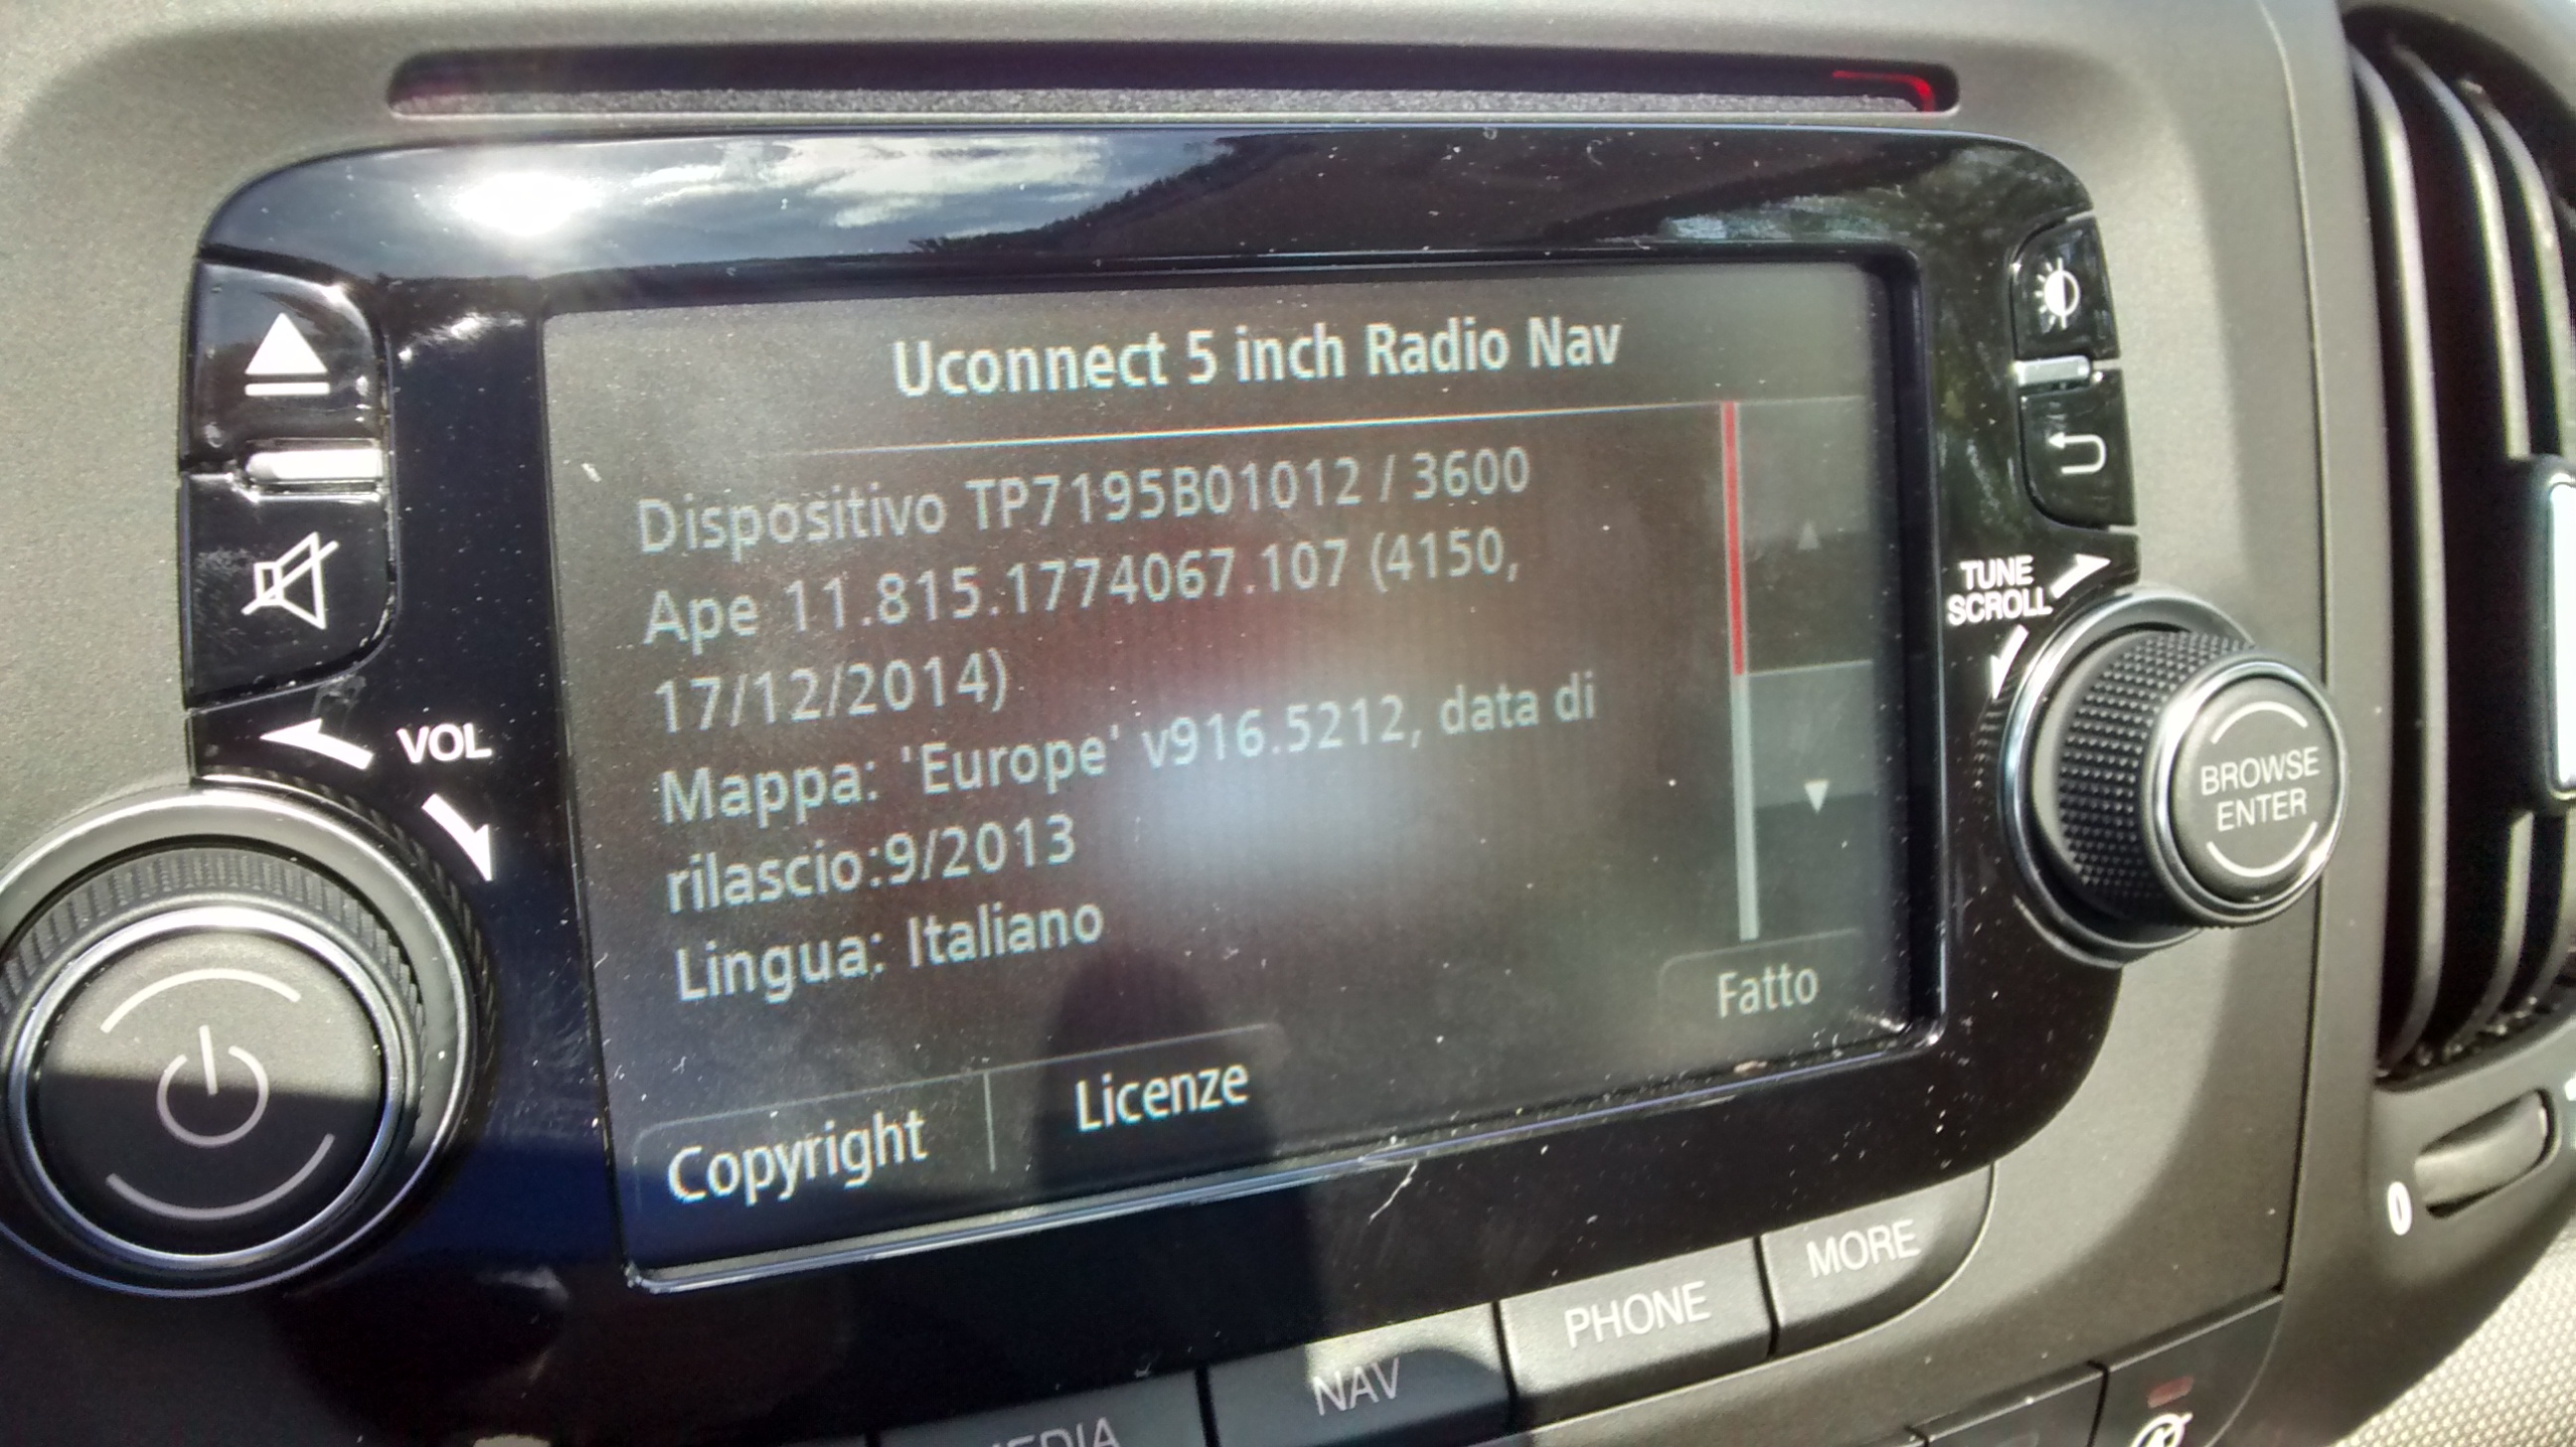 Uconnect 5 inch Radio Nav
Dispositivo TP7195B01012 / 3600
Ape 11.815.1774067.107 (4150,
17/12/2014)
Mappa: 'Europe' v916.5212, data di
rilascio:9/2013
Lingua: Italiano
Fatto
Copyright
Licenze
VOL
TUNE
SCROLL
BROWSE
ENTER
NAV
PHONE
MORE
0